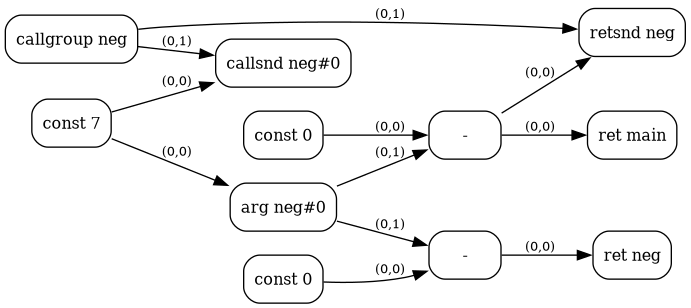 callgroup neg
(0,1)
(0,1)
retsnd neg
callsnd neg#0
(0,0)
const 7
(0,0)
(0,0)
const 0
(0,0)
-
(0,0)
ret main
(0,1)
arg neg#0
(0,1)
const 0
(0,0)
-
(0,0)
ret neg